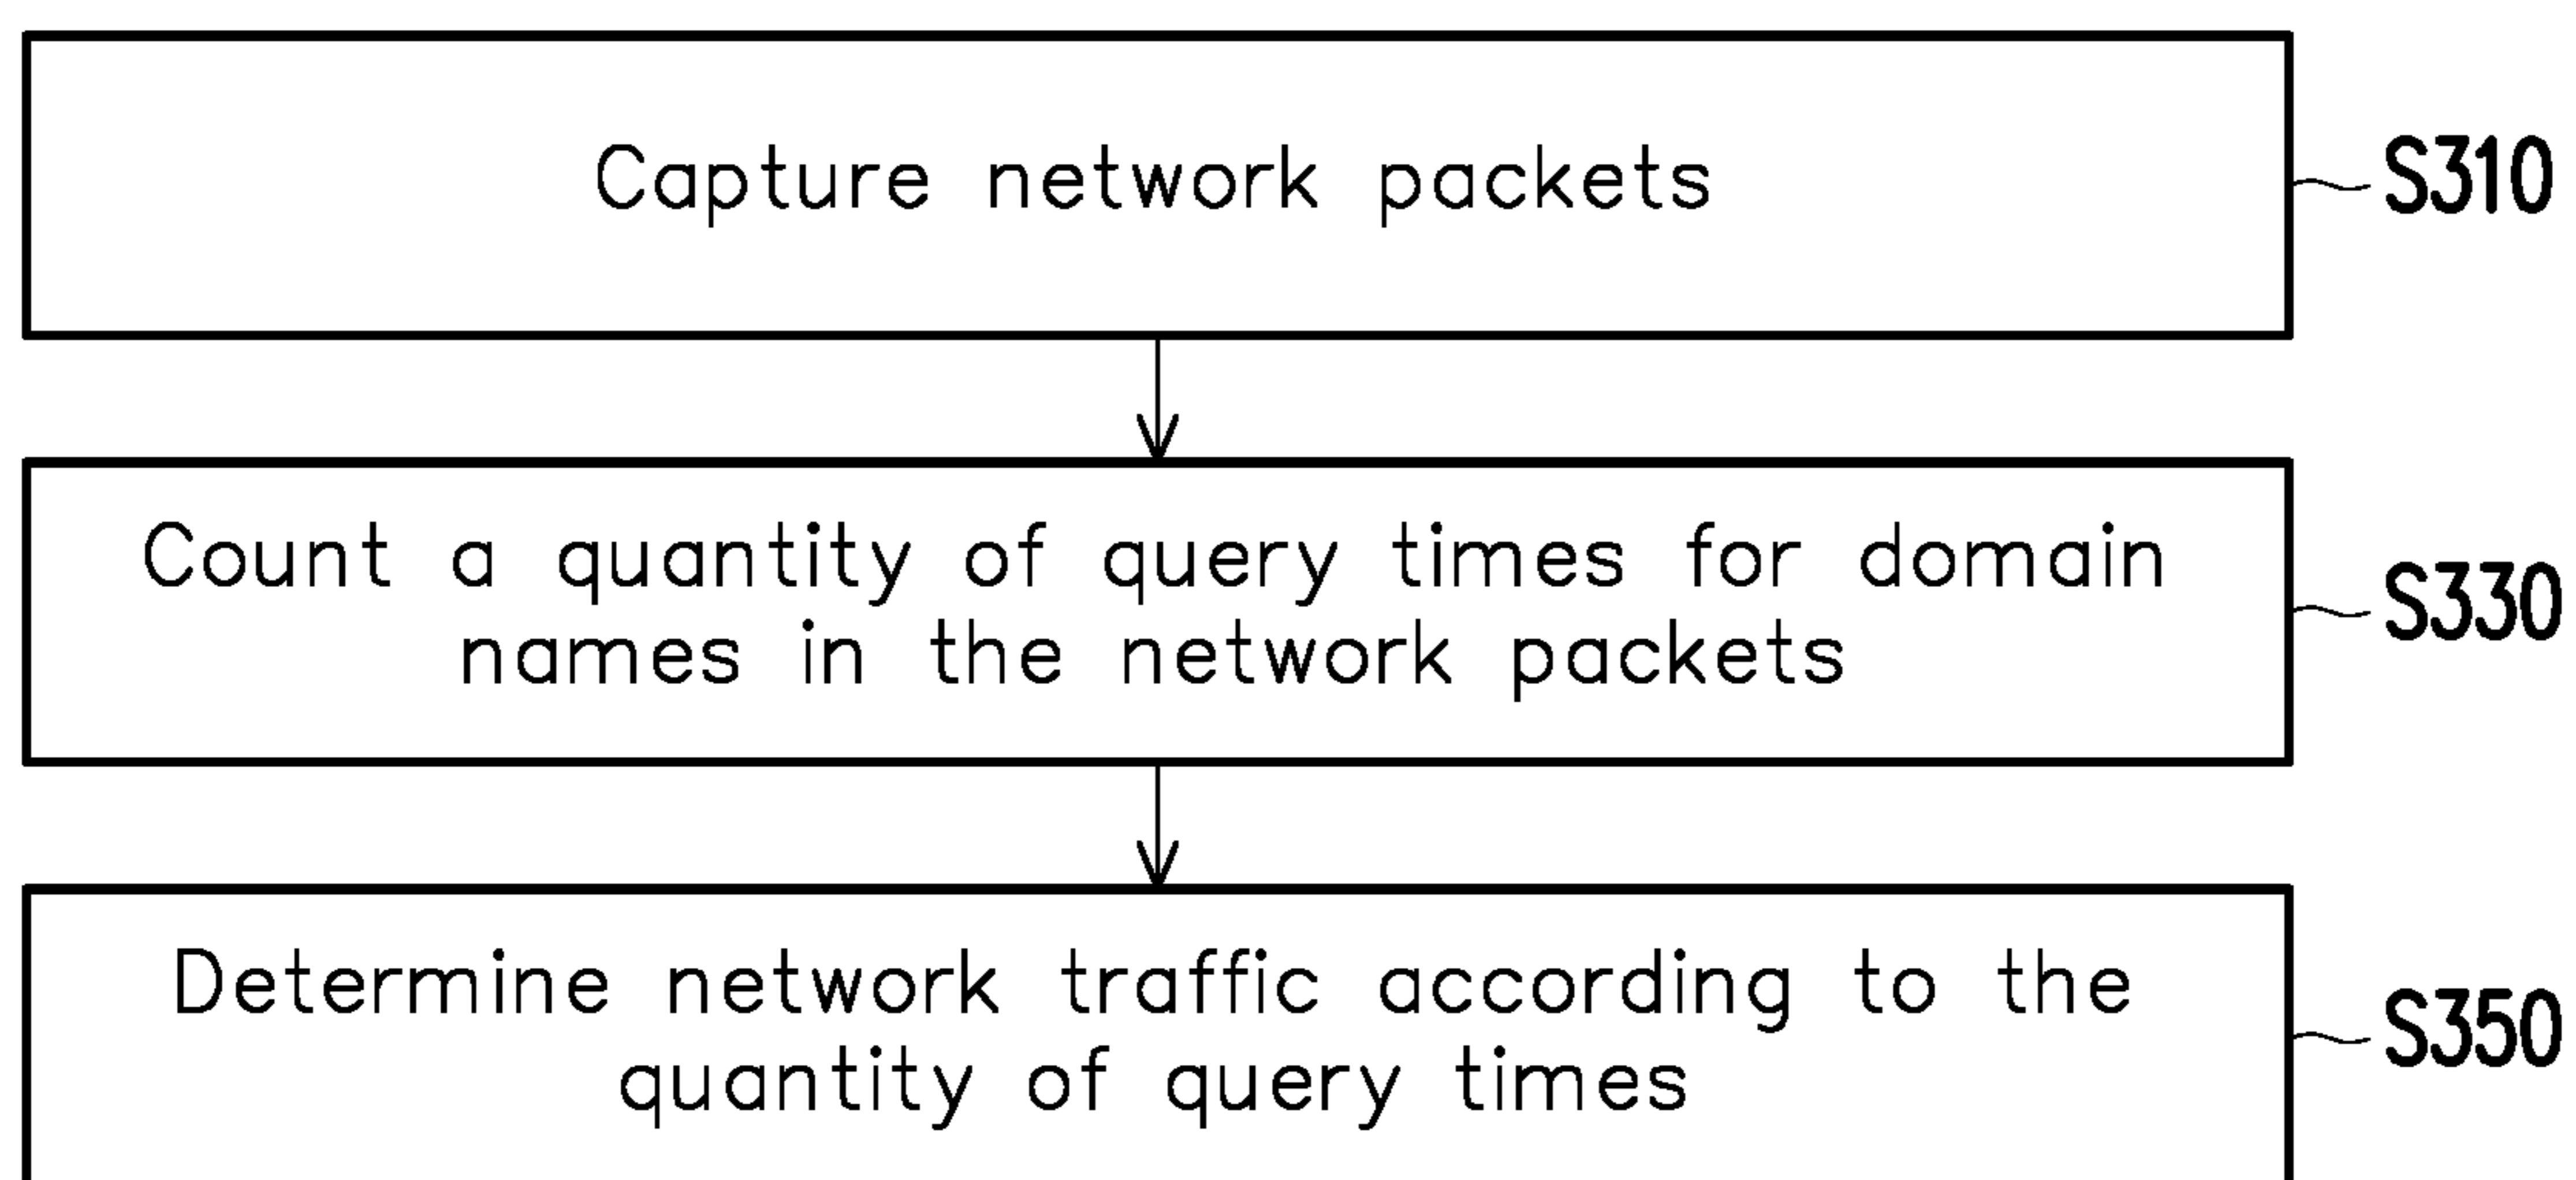 Capture network packets
S310
Count a quantity of query times for domain
names in the network packets
S330
Determine network traffic according to the
quantity of query times
S350